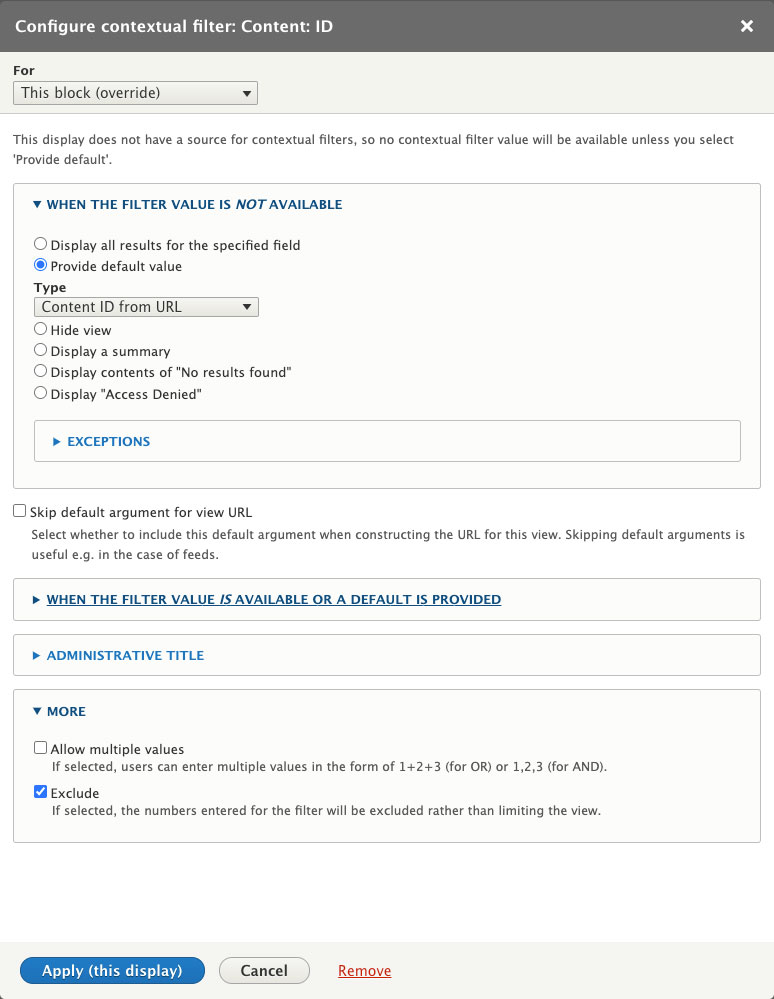 Configure contextual filter: Content: ID
For
This block (override)
This display does not have a source for contextual filters, so no contextual filter value will be available unless you select
'Provide default'.
WHEN THE FILTER VALUE IS NOT AVAILABLE
Display all results for the specified field
Provide default value
Type
Content ID from URL
Hide view
Display a summary
Display contents of "No results found"
Display "Access Denied"
EXCEPTIONS
Skip default argument for view URL
Select whether to include this default argument when constructing the URL for this view. Skipping default arguments is
useful e.g. in the case of feeds.
WHEN THE FILTER VALUE IS AVAILABLE OR A DEFAULT IS PROVIDED
ADMINISTRATIVE TITLE
MORE
Allow multiple values
If selected, users can enter multiple values in the form of 1+2+3 (for OR) or 1,2,3 (for AND).
Exclude
If selected, the numbers entered for the filter will be excluded rather than limiting the view.
Apply (this display) Cancel Remove